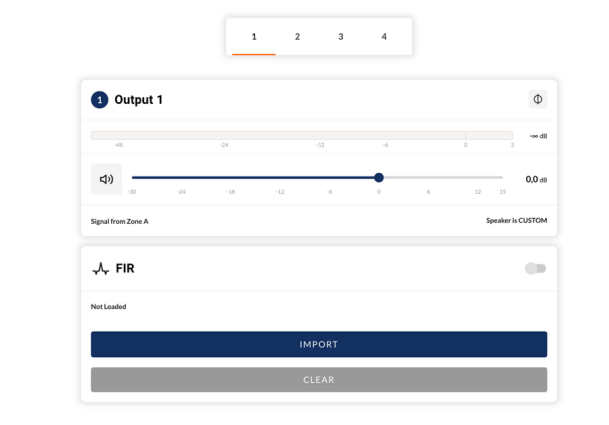 1 2 3 4
1 Output 1
-∞ dB
-48 -24 -12 -6 0 3
0,0 dB
-30 -24 -18 -12 -6 0 6 12 15
Signal from Zone A Speaker is CUSTOM
FIR
Not Loaded
IMPORT
CLEAR